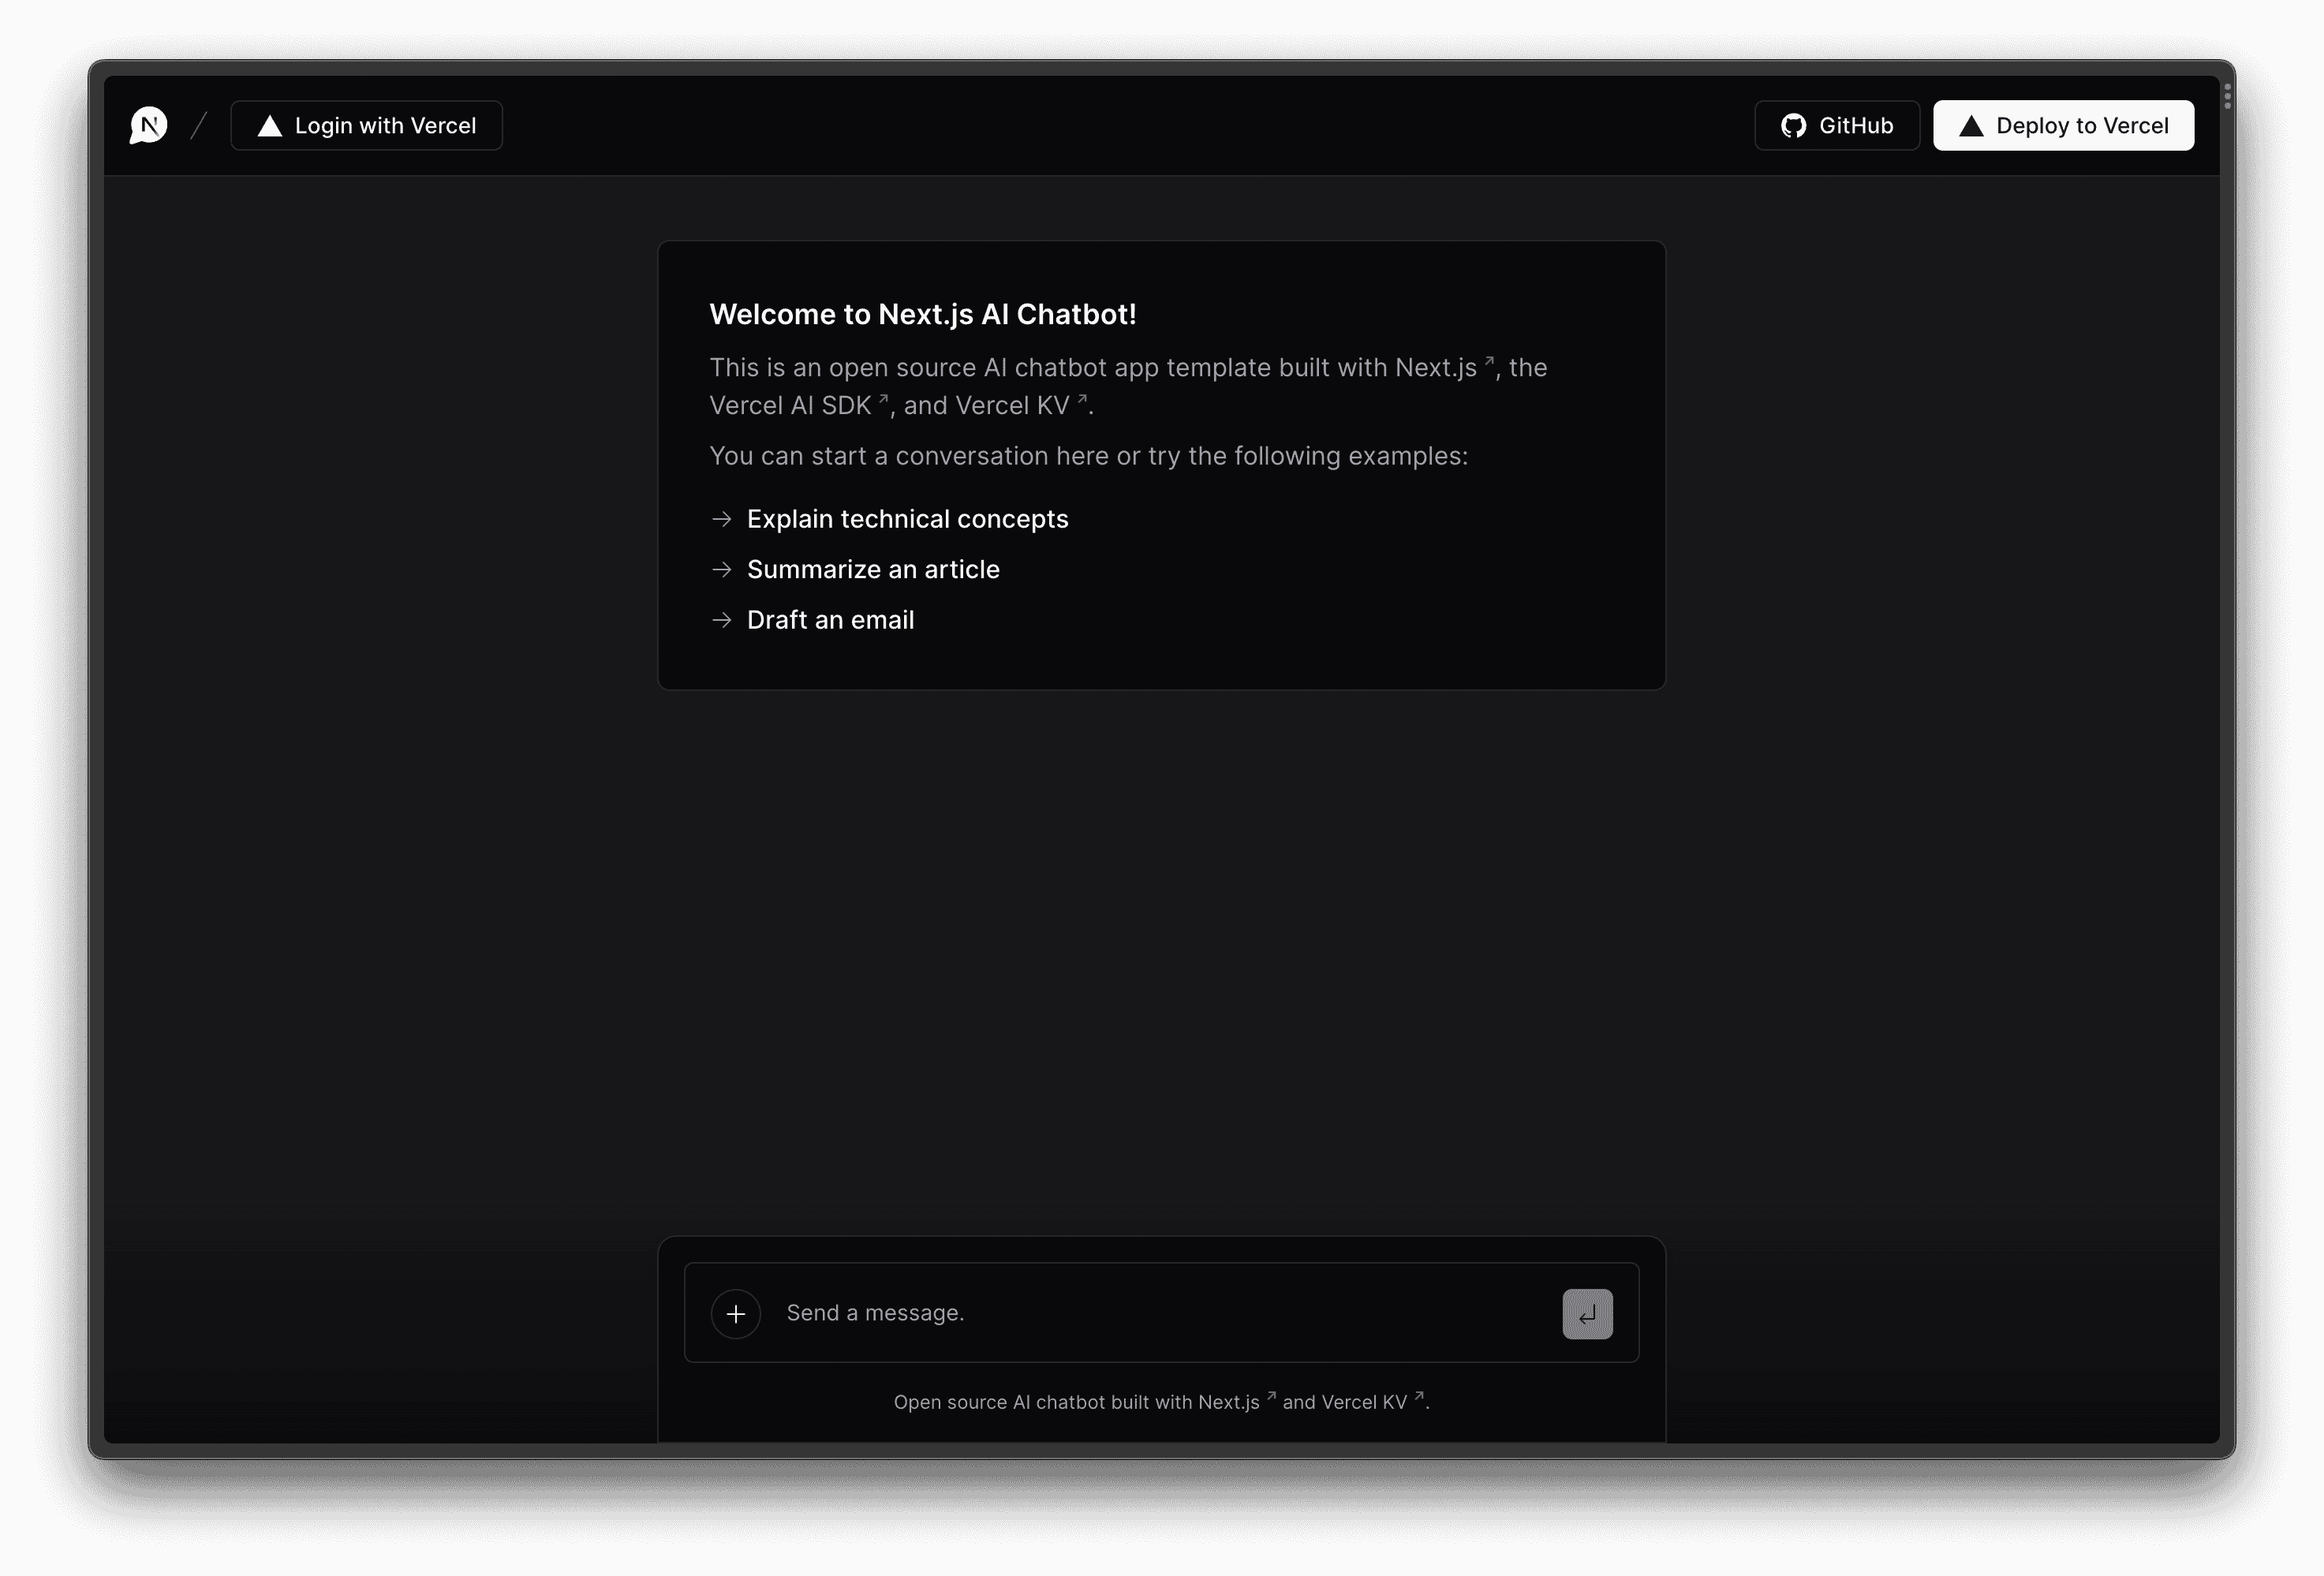 N
Login with Vercel
GitHub
Deploy to Vercel
Welcome to Next.js AI Chatbot!
This is an open source AI chatbot app template built with Next.js, the
Vercel AI SDK, and Vercel KV.
You can start a conversation here or try the following examples:
Explain technical concepts
Summarize an article
Draft an email
Send a message.
Open source AI chatbot built with Next.js and Vercel KV.